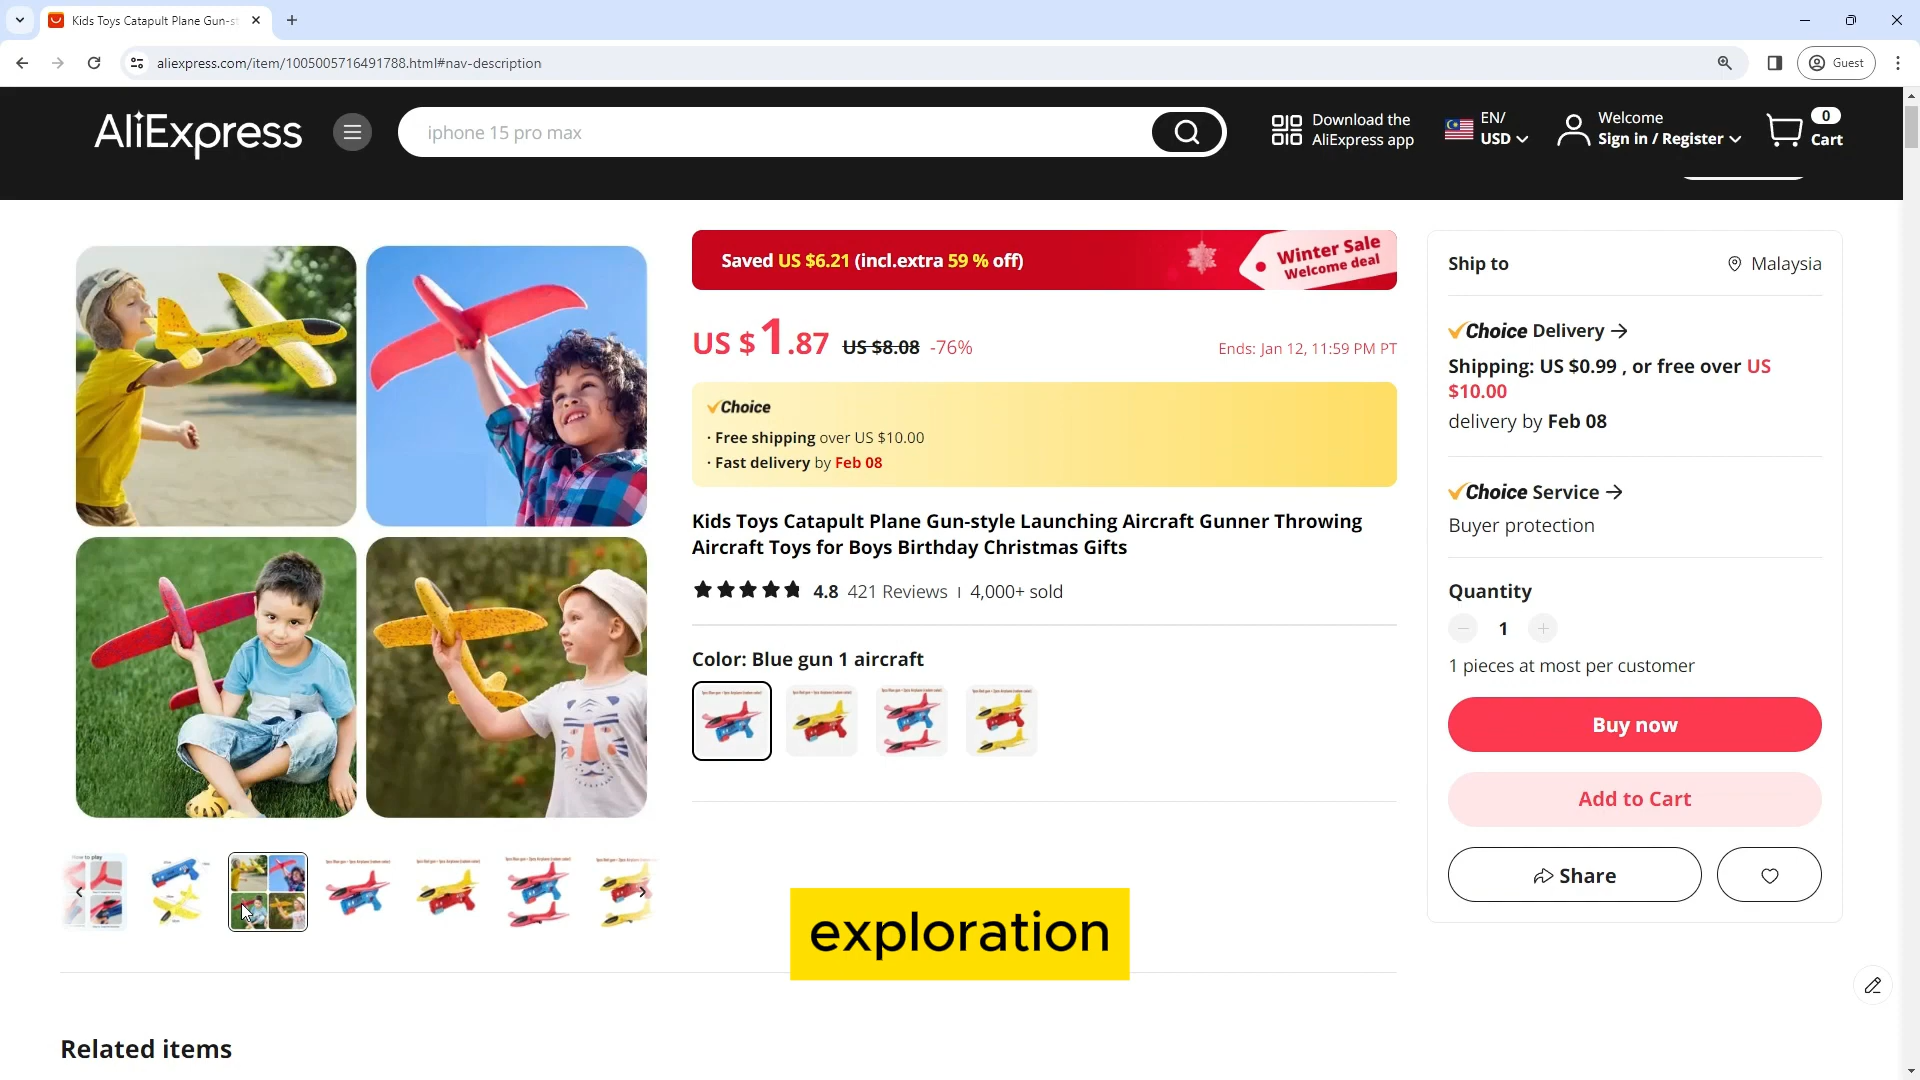 Kids Toys Catapult Plane Gun-st
aliexpress.com/item/1005005716491788.html#nav-description
Guest
AliExpress
iphone 15 pro max
Download the
AliExpress app
EN/
USD
Welcome
Sign in / Register
0
Cart
Saved US $6.21 (incl.extra 59 % off)
Winter Sale
Welcome deal
US $1.87 US $8.08 -76%
Ends: Jan 12, 11:59 PM PT
Choice
· Free shipping over US $10.00
· Fast delivery by Feb 08
Kids Toys Catapult Plane Gun-style Launching Aircraft Gunner Throwing
Aircraft Toys for Boys Birthday Christmas Gifts
4.8 421 Reviews | 4,000+ sold
Color: Blue gun 1 aircraft
Ship to
Malaysia
Choice Delivery
Shipping: US $0.99 , or free over US
$10.00
delivery by Feb 08
Choice Service
Buyer protection
Quantity
1
1 pieces at most per customer
Buy now
Add to Cart
Share
How to play
exploration
Related items